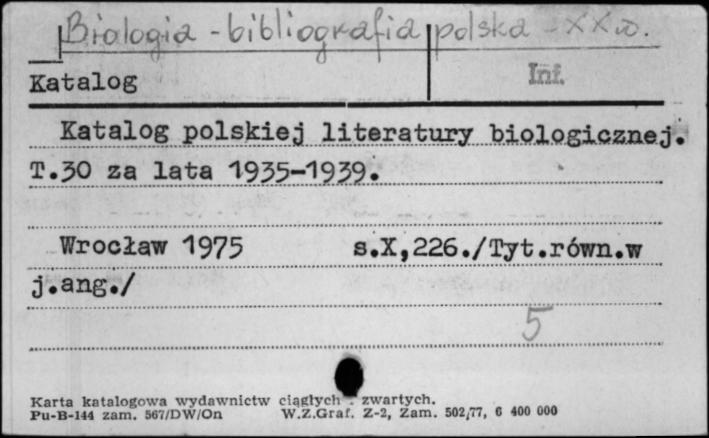 Biologia - bibliografia polska - XX w.
Katalog
Inf.
Katalog polskiej literatury biologicznej.
T.30 za lata 1935-1939.
Wrocław 1975 s.X,226./Tyt.równ.w
j.ang./
5
Karta katalogowa wydawnictw ciągłych . zwartych.
Pu-B-144 zam. 567/DW/On W.Z.Graf. Z-2, Zam. 502/77, 6 400 000